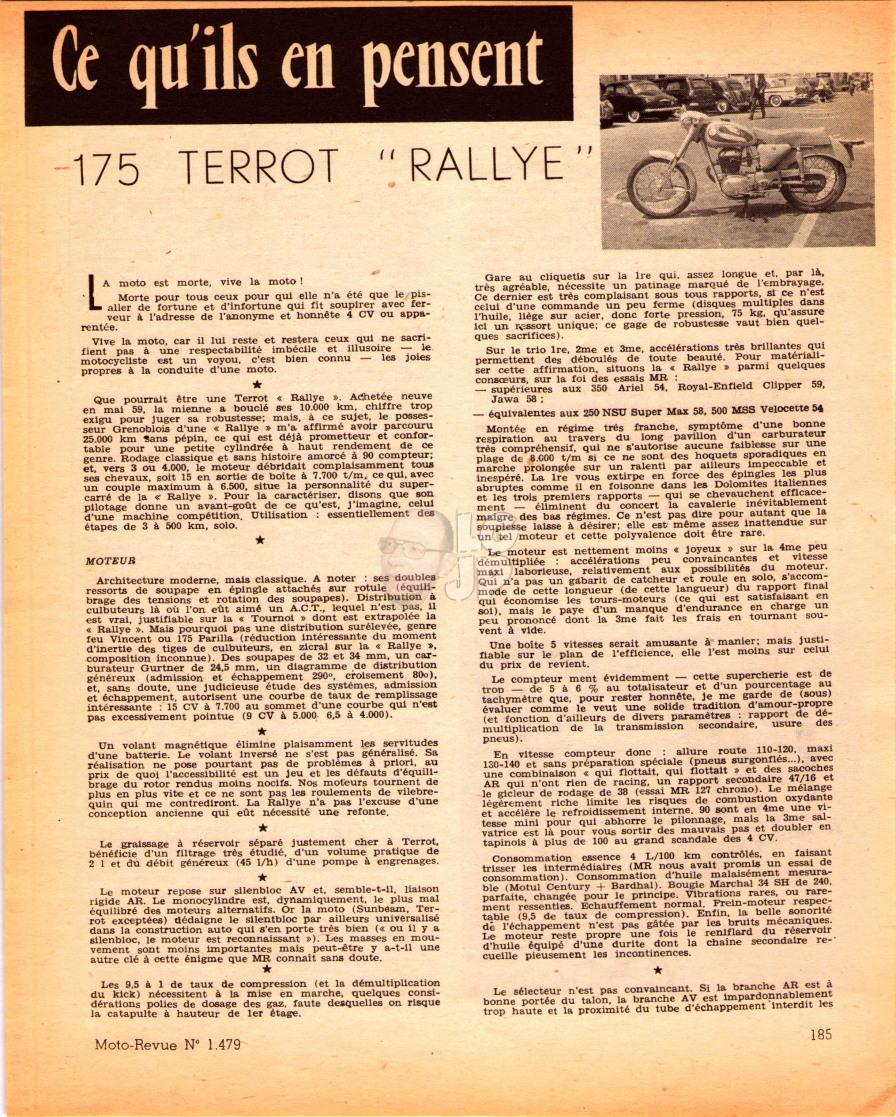 Ce qu'ils en pensent
175 TERROT "RALLYE"
LA moto est morte, vive la moto !
Morte pour tous ceux pour qui elle n'a été que le pis-
aller de fortune et d'infortune qui fit soupirer avec fer-
veur à l'adresse de l'anonyme et honnête 4 CV ou appa-
rentée.
Vive la moto, car il lui reste et restera ceux qui ne sacri-
fient pas à une respectabilité imbécile et illusoire — le
motocycliste est un voyou, c'est bien connu — les joies
propres à la conduite d'une moto.
★
Que pourrait être une Terrot « Rallye ». Achetée neuve
en mai 59, la mienne a bouclé ses 10.000 km, chiffre trop
exigu pour juger sa robustesse; mais, à ce sujet, le posses-
seur Grenoblois d'une « Rallye » m'a affirmé avoir parcouru
25.000 km sans pépin, ce qui est déjà prometteur et confor-
table pour une petite cylindrée à haut rendement de ce
genre. Rodage classique et sans histoire amorcé à 90 compteur;
et, vers 3 ou 4.000, le moteur débridait complaisamment tous
ses chevaux, soit 15 en sortie de boîte à 7.700 t/m, ce qui, avec
un couple maximum à 6.500, situe la personnalité du super-
carré de la « Rallye ». Pour la caractériser, disons que son
pilotage donne un avant-goût de ce qu'est, j'imagine, celui
d'une machine compétition. Utilisation : essentiellement des
étapes de 3 à 500 km, solo.
★
MOTEUR
Architecture moderne, mais classique. A noter : ses doubles
ressorts de soupape en épingle attachés sur rotule (équili-
brage des tensions et rotation des soupapes). Distribution à
culbuteurs là où l'on eût aimé un A.C.T., lequel n'est pas, il
est vrai, justifiable sur la « Tournoi » dont est extrapolée la
« Rallye ». Mais pourquoi pas une distribution surélevée, genre
feu Vincent ou 175 Parilla (réduction intéressante du moment
d'inertie des tiges de culbuteurs, en zicral sur la « Rallye »,
composition inconnue). Des soupapes de 32 et 34 mm, un car-
burateur Gurtner de 24,5 mm, un diagramme de distribution
généreux (admission et échappement 290°, croisement 80°),
et, sans doute, une judicieuse étude des systèmes, admission
et échappement, autorisent une courbe de taux de remplissage
intéressante : 15 CV à 7.700 au sommet d'une courbe qui n'est
pas excessivement pointue (9 CV à 5.000 6,5 à 4.000).
★
Un volant magnétique élimine plaisamment les servitudes
d'une batterie. Le volant inversé ne s'est pas généralisé. Sa
réalisation ne pose pourtant pas de problèmes à priori, au
prix de quoi l'accessibilité est un jeu et les défauts d'équili-
brage du rotor rendus moins nocifs. Nos moteurs tournent de
plus en plus vite et ce ne sont pas les roulements de vilebre-
quin qui me contrediront. La Rallye n'a pas l'excuse d'une
conception ancienne qui eût nécessité une refonte.
★
Le graissage à réservoir séparé justement cher à Terrot,
bénéficie d'un filtrage très étudié, d'un volume pratique de
2 l et du débit généreux (45 l/h) d'une pompe à engrenages.
★
Le moteur repose sur silenbloc AV et, semble-t-il, liaison
rigide AR. Le monocylindre est, dynamiquement, le plus mal
équilibré des moteurs alternatifs. Or la moto (Sunbeam, Ter-
rot exceptées) dédaigne le silentbloc par ailleurs universalisé
dans la construction auto qui s'en porte très bien (« ou il y a
silenbloc, le moteur est reconnaissant »). Les masses en mou-
vement sont moins importantes mais peut-être y a-t-il une
autre clé à cette énigme que MR connaît sans doute.
★
Les 9,5 à 1 de taux de compression (et la démultiplication
du kick) nécessitent à la mise en marche, quelques consi-
dérations polies de dosage des gaz, faute desquelles on risque
la catapulte à hauteur de 1er étage.
Gare au cliquetis sur la 1re qui, assez longue et, par là,
très agréable, nécessite un patinage marqué de l'embrayage.
Ce dernier est très complaisant sous tous rapports, si ce n'est
celui d'une commande un peu ferme (disques multiples dans
l'huile, liège sur acier, donc forte pression, 75 kg, qu'assure
ici un ressort unique; ce gage de robustesse vaut bien quel-
ques sacrifices).
Sur le trio 1re, 2me et 3me, accélérations très brillantes qui
permettent des déboulés de toute beauté. Pour matériali-
ser cette affirmation, situons la « Rallye » parmi quelques
consœurs, sur la foi des essais MR :
— supérieures aux 350 Ariel 54, Royal-Enfield Clipper 59,
Jawa 58 ;
— équivalentes aux 250 NSU Super Max 58, 500 MSS Velocette 54
Montée en régime très franche, symptôme d'une bonne
respiration au travers du long pavillon d'un carburateur
très compréhensif, qui ne s'autorise aucune faiblesse sur une
plage de 8.000 t/m si ce ne sont des hoquets sporadiques en
marche prolongée sur un ralenti par ailleurs impeccable et
inespéré. Comme la 1re vous extirpe en force des épingles les plus
abruptes comme il en foisonne dans les Dolomites italiennes
et les trois premiers rapports — qui se chevauchent efficace-
ment — éliminent du concert la cavalerie inévitablement
maigre des bas régimes. Ce n'est pas dire pour autant que la
souplesse laisse à désirer; elle est même assez inattendue sur
un tel moteur et cette polyvalence doit être rare.
Le moteur est nettement moins « joyeux » sur la 4me peu
démultipliée : accélérations peu convaincantes et vitesse
maxi laborieuse, relativement aux possibilités du moteur.
Qui n'a pas un gabarit de catcheur et roule en solo, s'accom-
mode de cette longueur (de cette langueur) du rapport final
qui économise les tours-moteurs (ce qui est satisfaisant en
soi), mais le paye d'un manque d'endurance en charge un
peu prononcé dont la 3me fait les frais en tournant sou-
vent à vide.
Une boîte 5 vitesses serait amusante à manier; mais justi-
fiable sur le plan de l'efficience, elle l'est moins sur celui
du prix de revient.
Le compteur ment évidemment — cette supercherie est de
trop — de 5 à 6 % au totalisateur et d'un pourcentage au
tachymètre que, pour rester honnête, je me garde de (sous)
évaluer comme le veut une solide tradition d'amour-propre
(et fonction d'ailleurs de divers paramètres : rapport de dé-
multiplication de la transmission secondaire, usure des
pneus).
En vitesse compteur donc : allure route 110-120, maxi
130-140 et sans préparation spéciale (pneus surgonflés...), avec
une combinaison « qui flottait, qui flottait » et des sacoches
AR qui n'ont rien de racing, un rapport secondaire 47/16 et
le gicleur de rodage de 38 (essai MR 127 chrono). Le mélange
légèrement riche limite les risques de combustion oxydante
et accélère le refroidissement interne. 90 sont en 4me une vi-
tesse mini pour qui abhorre le pilonnage, mais la 3me sal-
vatrice est là pour vous sortir des mauvais pas et doubler en
tapinois à plus de 100 au grand scandale des 4 CV.
Consommation essence 4 L/100 km contrôlés, en faisant
trisser les intermédiaires (MR nous avait promis un essai de
consommation). Consommation d'huile malaisément mesura-
ble (Motul Century + Bardhal). Bougie Marchal 34 SH de 240,
parfaite, changée pour le principe. Vibrations rares, ou rare-
ment ressenties. Echauffement normal. Frein-moteur respec-
table (9,5 de taux de compression). Enfin, la belle sonorité
de l'échappement n'est pas gâtée par les bruits mécaniques.
Le moteur reste propre une fois le reniflard du réservoir
d'huile équipé d'une durite dont la chaîne secondaire re-
cueille pieusement les incontinences.
★
Le sélecteur n'est pas convaincant. Si la branche AR est à
bonne portée du talon, la branche AV est impardonnablement
trop haute et la proximité du tube d'échappement interdit les
Moto-Revue N° 1.479
185